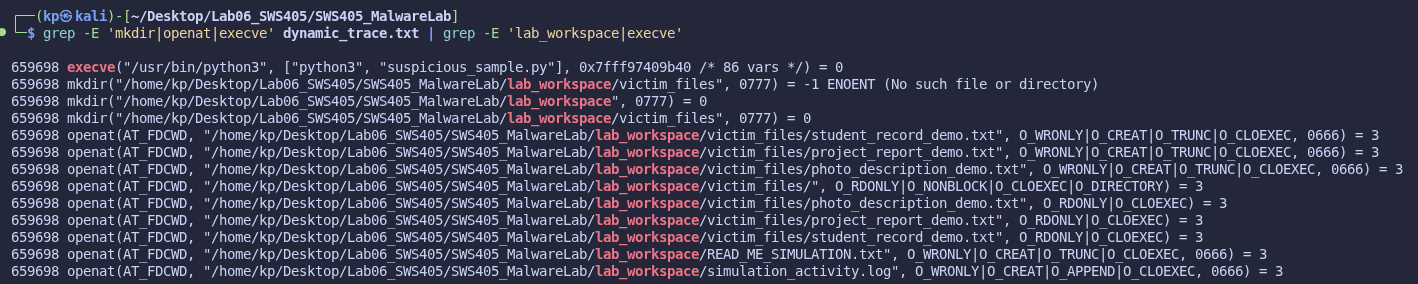 ┌──(kp㉿kali)-[~/Desktop/Lab06_SWS405/SWS405_MalwareLab]
└─$ grep -E 'mkdir|openat|execve' dynamic_trace.txt | grep -E 'lab_workspace|execve'
659698 execve("/usr/bin/python3", ["python3", "suspicious_sample.py"], 0x7fff97409b40 /* 86 vars */) = 0
659698 mkdir("/home/kp/Desktop/Lab06_SWS405/SWS405_MalwareLab/lab_workspace/victim_files", 0777) = -1 ENOENT (No such file or directory)
659698 mkdir("/home/kp/Desktop/Lab06_SWS405/SWS405_MalwareLab/lab_workspace", 0777) = 0
659698 mkdir("/home/kp/Desktop/Lab06_SWS405/SWS405_MalwareLab/lab_workspace/victim_files", 0777) = 0
659698 openat(AT_FDCWD, "/home/kp/Desktop/Lab06_SWS405/SWS405_MalwareLab/lab_workspace/victim_files/student_record_demo.txt", O_WRONLY|O_CREAT|O_TRUNC|O_CLOEXEC, 0666) = 3
659698 openat(AT_FDCWD, "/home/kp/Desktop/Lab06_SWS405/SWS405_MalwareLab/lab_workspace/victim_files/project_report_demo.txt", O_WRONLY|O_CREAT|O_TRUNC|O_CLOEXEC, 0666) = 3
659698 openat(AT_FDCWD, "/home/kp/Desktop/Lab06_SWS405/SWS405_MalwareLab/lab_workspace/victim_files/photo_description_demo.txt", O_WRONLY|O_CREAT|O_TRUNC|O_CLOEXEC, 0666) = 3
659698 openat(AT_FDCWD, "/home/kp/Desktop/Lab06_SWS405/SWS405_MalwareLab/lab_workspace/victim_files/", O_RDONLY|O_NONBLOCK|O_CLOEXEC|O_DIRECTORY) = 3
659698 openat(AT_FDCWD, "/home/kp/Desktop/Lab06_SWS405/SWS405_MalwareLab/lab_workspace/victim_files/photo_description_demo.txt", O_RDONLY|O_CLOEXEC) = 3
659698 openat(AT_FDCWD, "/home/kp/Desktop/Lab06_SWS405/SWS405_MalwareLab/lab_workspace/victim_files/project_report_demo.txt", O_RDONLY|O_CLOEXEC) = 3
659698 openat(AT_FDCWD, "/home/kp/Desktop/Lab06_SWS405/SWS405_MalwareLab/lab_workspace/victim_files/student_record_demo.txt", O_RDONLY|O_CLOEXEC) = 3
659698 openat(AT_FDCWD, "/home/kp/Desktop/Lab06_SWS405/SWS405_MalwareLab/lab_workspace/READ_ME_SIMULATION.txt", O_WRONLY|O_CREAT|O_TRUNC|O_CLOEXEC, 0666) = 3
659698 openat(AT_FDCWD, "/home/kp/Desktop/Lab06_SWS405/SWS405_MalwareLab/lab_workspace/simulation_activity.log", O_WRONLY|O_CREAT|O_APPEND|O_CLOEXEC, 0666) = 3